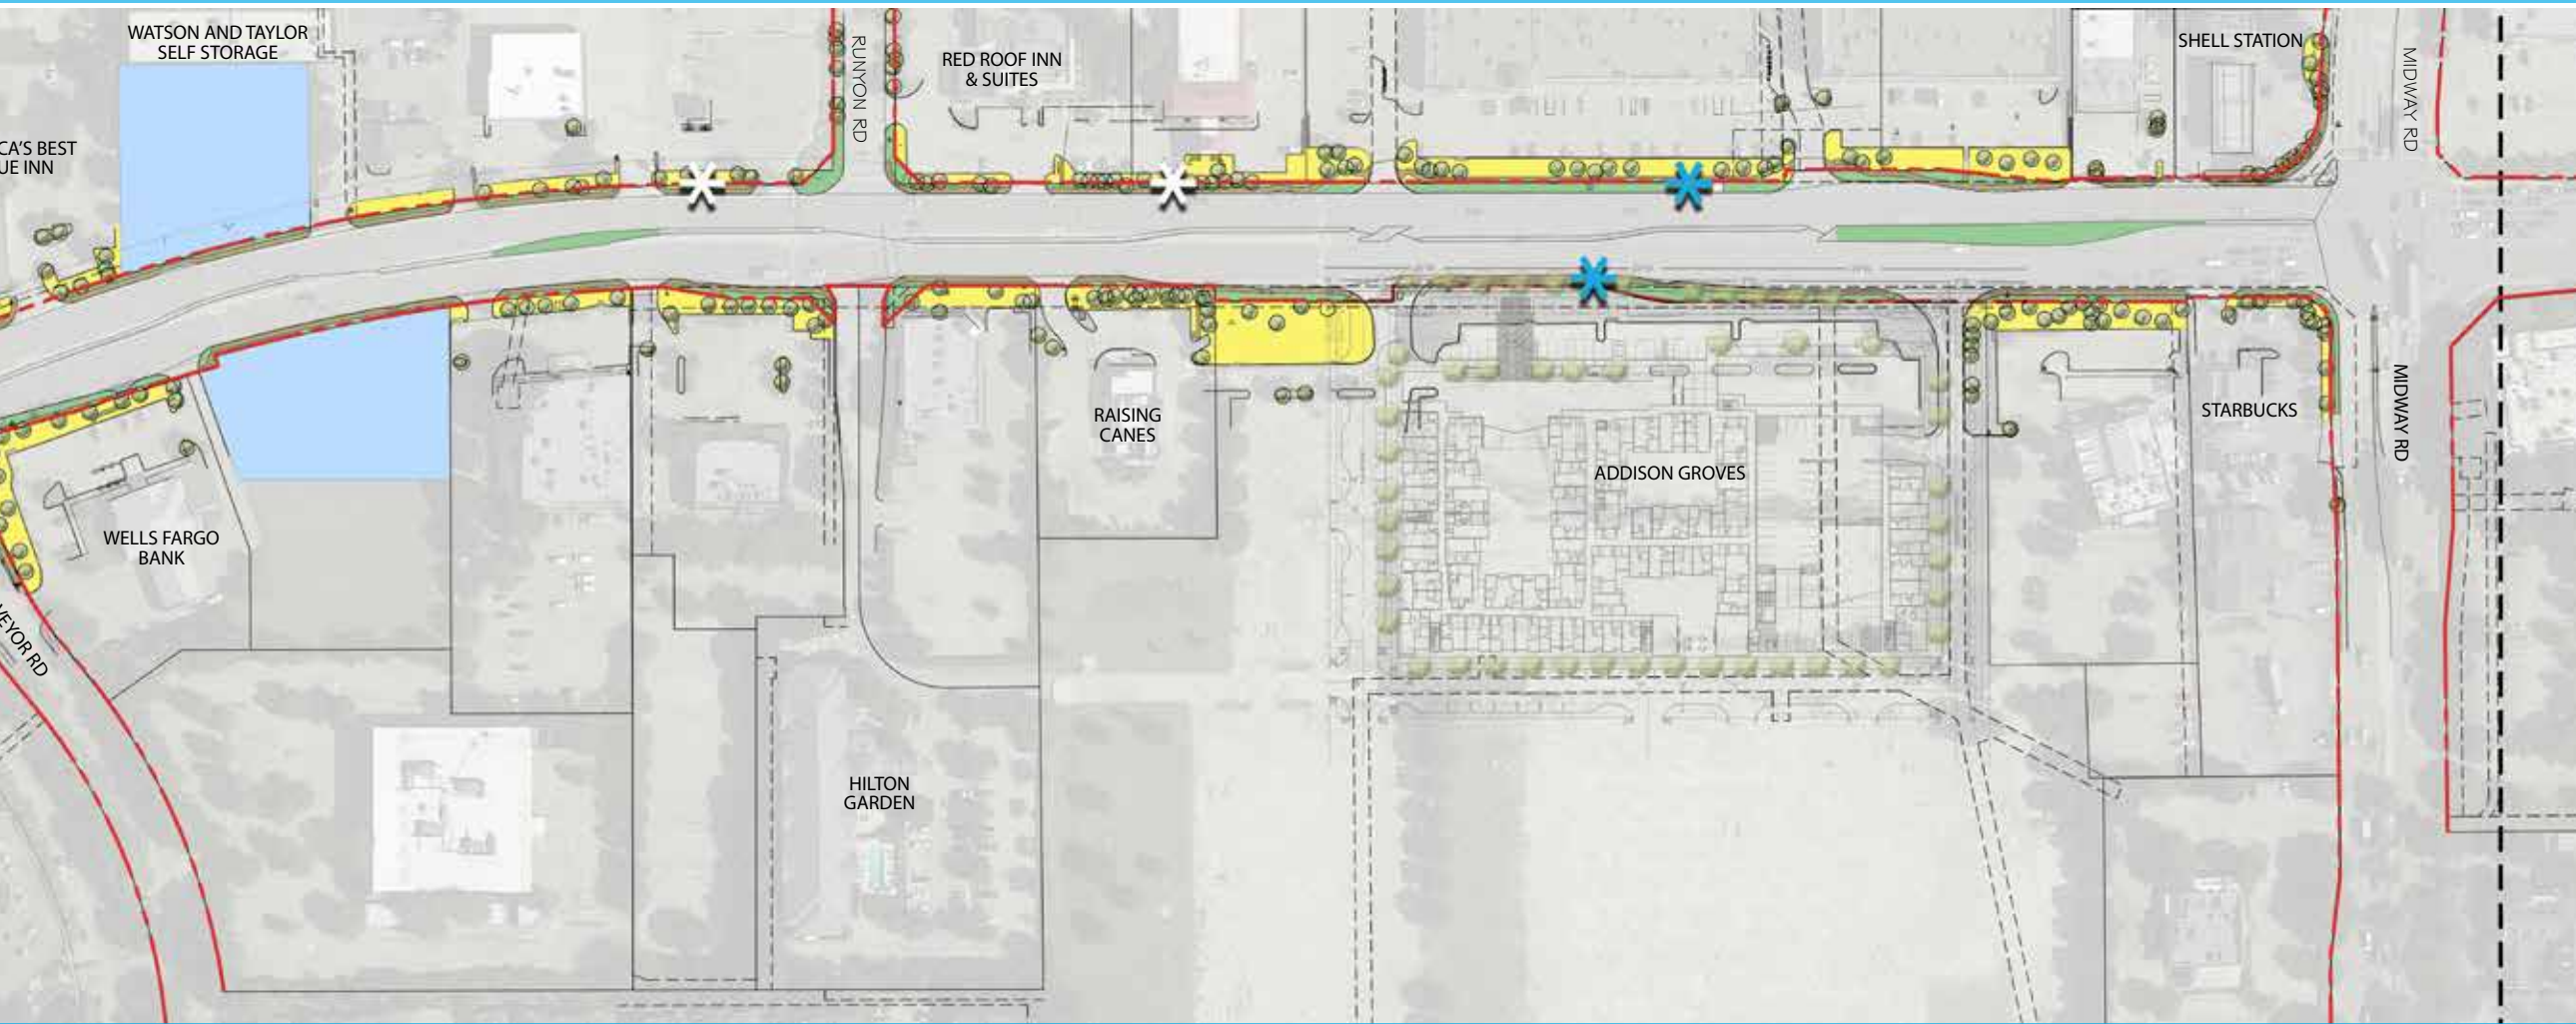 WATSON AND TAYLOR
SELF STORAGE
RUNYON RD
RED ROOF INN
& SUITES
SHELL STATION
MIDWAY RD
CA'S BEST
UE INN
RAISING
CANES
ADDISON GROVES
STARBUCKS
MIDWAY RD
WELLS FARGO
BANK
VEYOR RD
HILTON
GARDEN